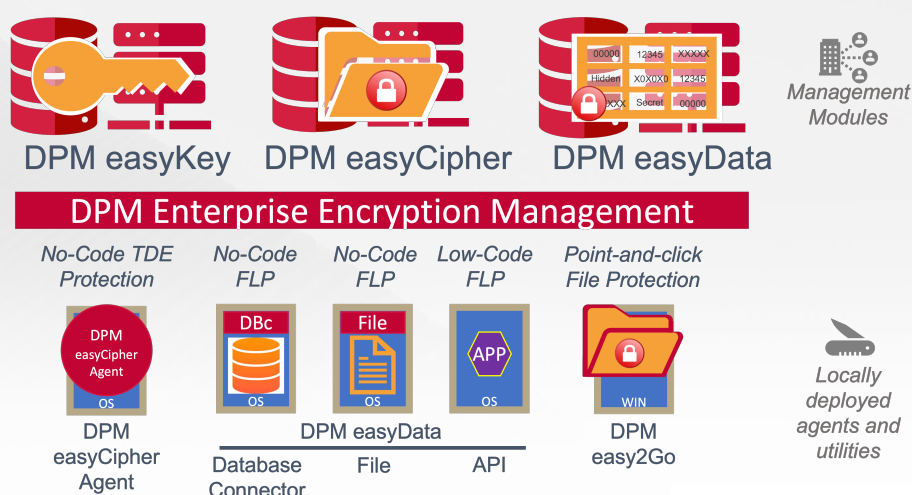 00000 12345 XXXXX
Hidden X0X0X0 12345
XXX Secret 00000
Management
Modules
DPM easyKey
DPM easyCipher
DPM easyData
DPM Enterprise Encryption Management
No-Code TDE
Protection
No-Code
FLP
No-Code
FLP
Low-Code
FLP
Point-and-click
File Protection
DPM
easyCipher
Agent
OS
DBc
OS
File
OS
APP
OS
WIN
Locally
deployed
agents and
utilities
DPM
easyCipher
Agent
DPM easyData
Database
Connector
File
API
DPM
easy2Go